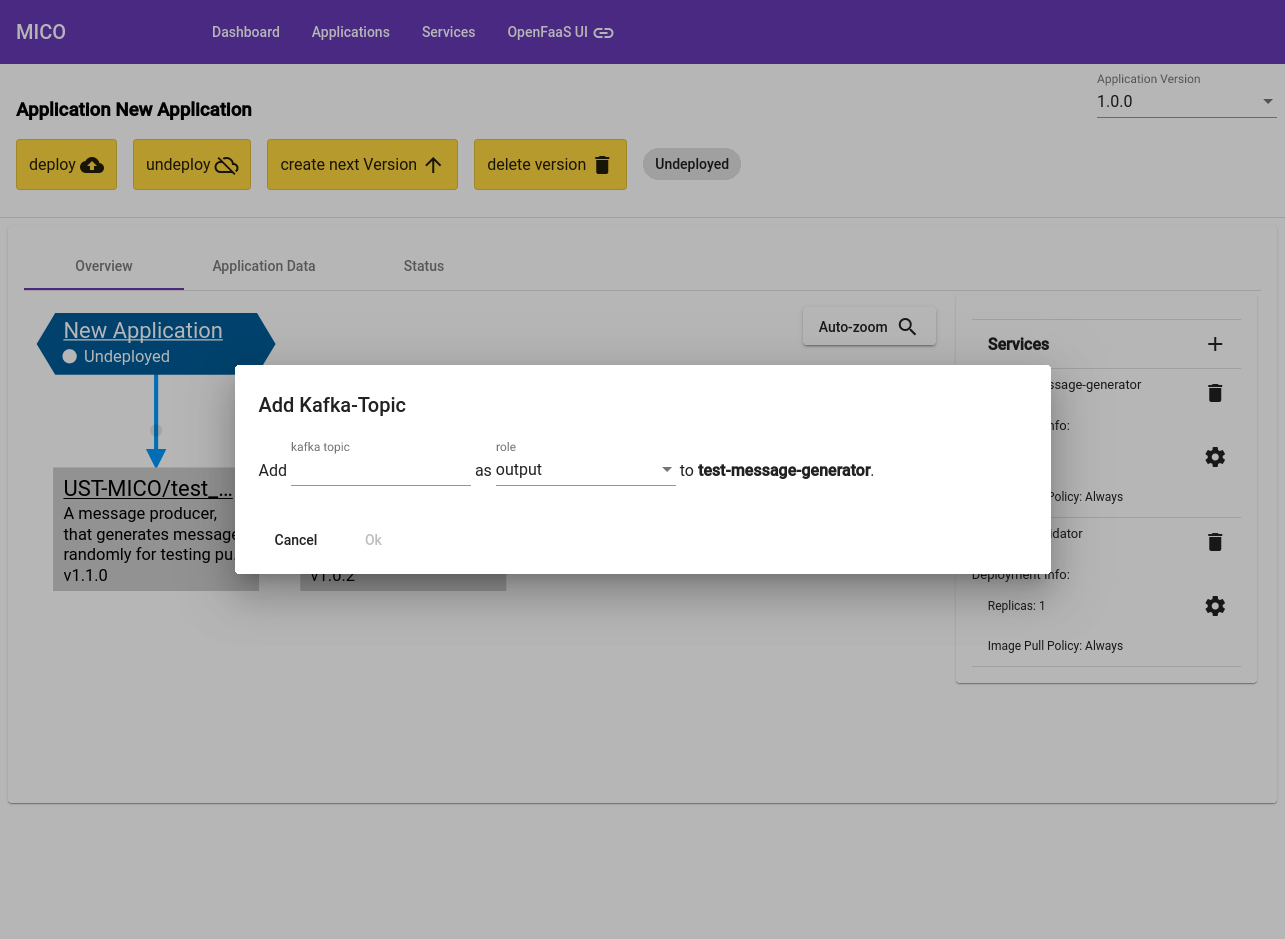 MICO
Dashboard
Applications
Services
OpenFaaS UI
Application Version
1.0.0
Application New Application
deploy
undeploy
create next Version
delete version
Undeployed
Overview
Application Data
Status
New Application
Undeployed
Auto-zoom
Services
Add Kafka-Topic
kafka topic
role
Add
as output
to test-message-generator.
Cancel
Ok
UST-MICO/test_...
A message producer,
that generates message
randomly for testing pu
v1.1.0
v1.0.2
ssage-generator
nfo:
Policy: Always
dator
Deployment Info:
Replicas: 1
Image Pull Policy: Always